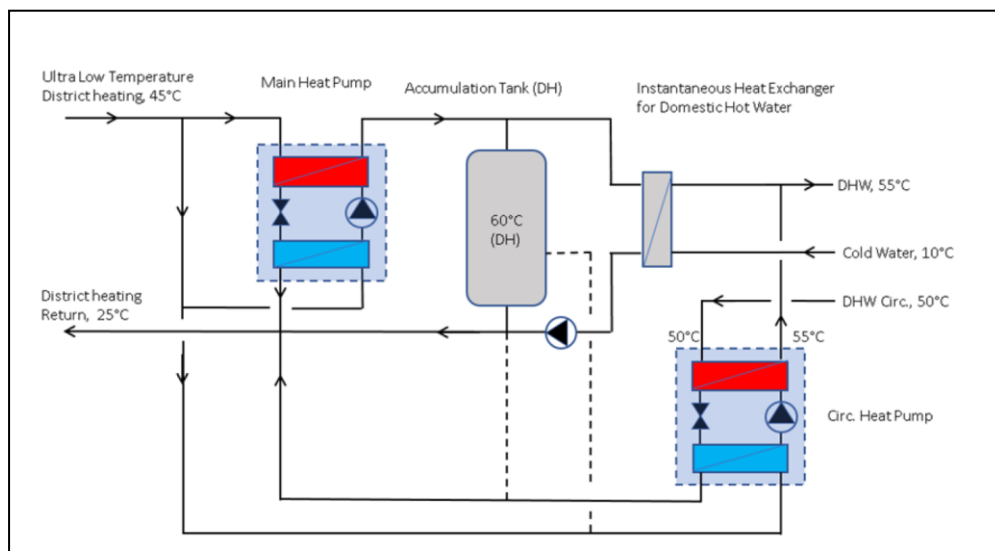 Ultra Low Temperature
District heating, 45°C
Main Heat Pump
Accumulation Tank (DH)
Instantaneous Heat Exchanger
for Domestic Hot Water
DHW, 55°C
60°C
(DH)
Cold Water, 10°C
District heating
Return, 25°C
DHW Circ., 50°C
50°C
55°C
Circ. Heat Pump